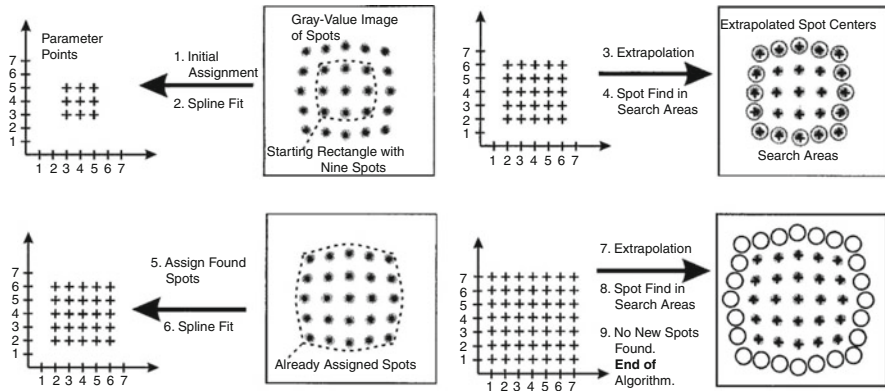 Parameter
Points
7
6
5
4
3
2
1
1 2 3 4 5 6 7
1. Initial
Assignment
2. Spline Fit
Gray-Value Image
of Spots
Starting Rectangle with
Nine Spots
7
6
5
4
3
2
1
1 2 3 4 5 6 7
3. Extrapolation
4. Spot Find in
Search Areas
Extrapolated Spot Centers
Search Areas
7
6
5
4
3
2
1
1 2 3 4 5 6 7
5. Assign Found
Spots
6. Spline Fit
Already Assigned Spots
7
6
5
4
3
2
1
1 2 3 4 5 6 7
7. Extrapolation
8. Spot Find in
Search Areas
9. No New Spots
Found.
End of
Algorithm.